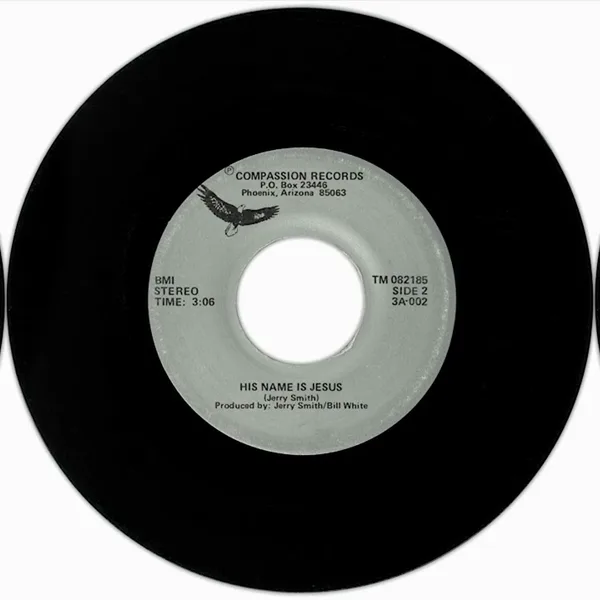 ℗ COMPASSION RECORDS
P.O. Box 23446
Phoenix, Arizona 85063
BMI
STEREO
TIME: 3:06
TM 082185
SIDE 2
3A-002
HIS NAME IS JESUS
(Jerry Smith)
Produced by: Jerry Smith/Bill White